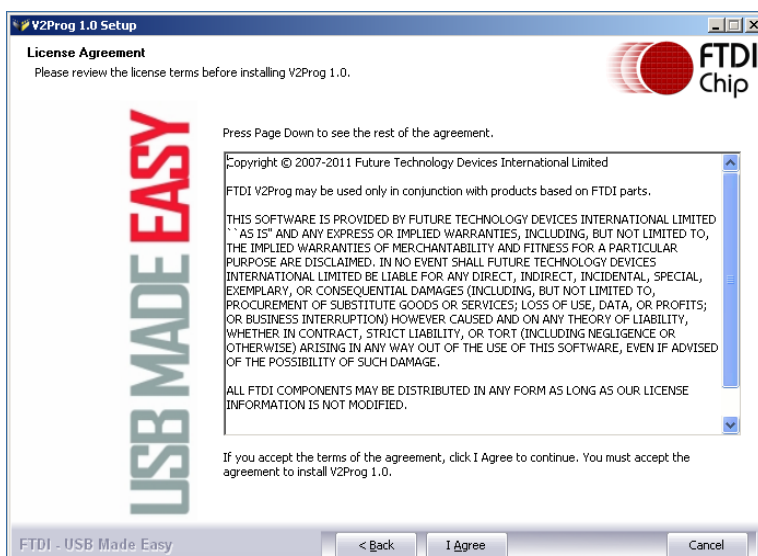 V2Prog 1.0 Setup
License Agreement
Please review the license terms before installing V2Prog 1.0.
FTDI
Chip
USB MADE EASY
Press Page Down to see the rest of the agreement.
Copyright © 2007-2011 Future Technology Devices International Limited
FTDI V2Prog may be used only in conjunction with products based on FTDI parts.
THIS SOFTWARE IS PROVIDED BY FUTURE TECHNOLOGY DEVICES INTERNATIONAL LIMITED
``AS IS'' AND ANY EXPRESS OR IMPLIED WARRANTIES, INCLUDING, BUT NOT LIMITED TO,
THE IMPLIED WARRANTIES OF MERCHANTABILITY AND FITNESS FOR A PARTICULAR
PURPOSE ARE DISCLAIMED. IN NO EVENT SHALL FUTURE TECHNOLOGY DEVICES
INTERNATIONAL LIMITED BE LIABLE FOR ANY DIRECT, INDIRECT, INCIDENTAL, SPECIAL,
EXEMPLARY, OR CONSEQUENTIAL DAMAGES (INCLUDING, BUT NOT LIMITED TO,
PROCUREMENT OF SUBSTITUTE GOODS OR SERVICES; LOSS OF USE, DATA, OR PROFITS;
OR BUSINESS INTERRUPTION) HOWEVER CAUSED AND ON ANY THEORY OF LIABILITY,
WHETHER IN CONTRACT, STRICT LIABILITY, OR TORT (INCLUDING NEGLIGENCE OR
OTHERWISE) ARISING IN ANY WAY OUT OF THE USE OF THIS SOFTWARE, EVEN IF ADVISED
OF THE POSSIBILITY OF SUCH DAMAGE.
ALL FTDI COMPONENTS MAY BE DISTRIBUTED IN ANY FORM AS LONG AS OUR LICENSE
INFORMATION IS NOT MODIFIED.
If you accept the terms of the agreement, click I Agree to continue. You must accept the
agreement to install V2Prog 1.0.
FTDI - USB Made Easy
< Back
I Agree
Cancel